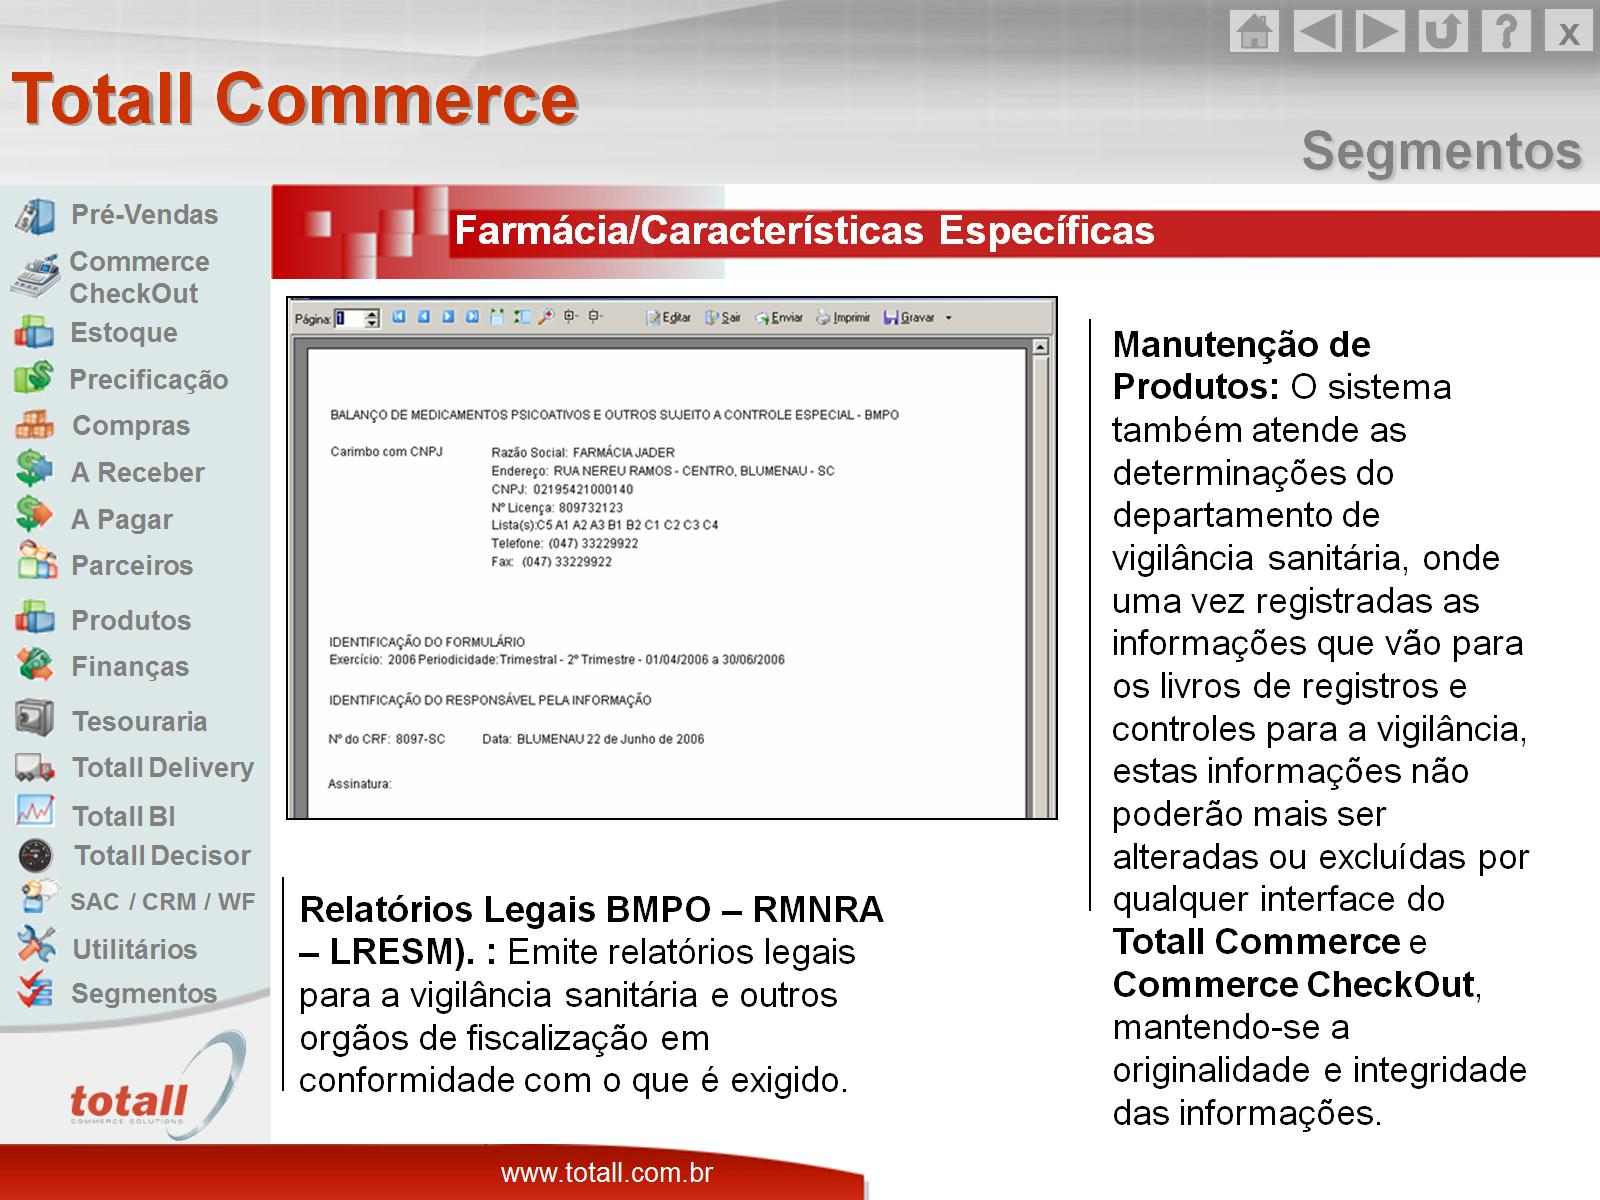 x
Totall Commerce
Segmentos
Pré-Vendas
Commerce
CheckOut
Estoque
Precificação
Compras
A Receber
A Pagar
Parceiros
Produtos
Finanças
Tesouraria
Totall Delivery
Totall BI
Totall Decisor
SAC / CRM / WF
Utilitários
Segmentos
totall
COMMERCE SOLUTIONS
Farmácia/Características Específicas
Página: 1 Editar Sair Enviar Imprimir Gravar
BALANÇO DE MEDICAMENTOS PSICOATIVOS E OUTROS SUJEITO A CONTROLE ESPECIAL - BMPO
Carimbo com CNPJ Razão Social: FARMÁCIA JADER
Endereço: RUA NEREU RAMOS - CENTRO, BLUMENAU - SC
CNPJ: 02195421000140
Nº Licença: 809732123
Lista(s):C5 A1 A2 A3 B1 B2 C1 C2 C3 C4
Telefone: (047) 33229922
Fax: (047) 33229922
IDENTIFICAÇÃO DO FORMULÁRIO
Exercício: 2006 Periodicidade:Trimestral - 2º Trimestre - 01/04/2006 a 30/06/2006
IDENTIFICAÇÃO DO RESPONSÁVEL PELA INFORMAÇÃO
Nº do CRF: 8097-SC Data: BLUMENAU 22 de Junho de 2006
Assinatura:
Relatórios Legais BMPO – RMNRA
– LRESM). : Emite relatórios legais
para a vigilância sanitária e outros
orgãos de fiscalização em
conformidade com o que é exigido.
Manutenção de
Produtos: O sistema
também atende as
determinações do
departamento de
vigilância sanitária, onde
uma vez registradas as
informações que vão para
os livros de registros e
controles para a vigilância,
estas informações não
poderão mais ser
alteradas ou excluídas por
qualquer interface do
Totall Commerce e
Commerce CheckOut,
mantendo-se a
originalidade e integridade
das informações.
www.totall.com.br